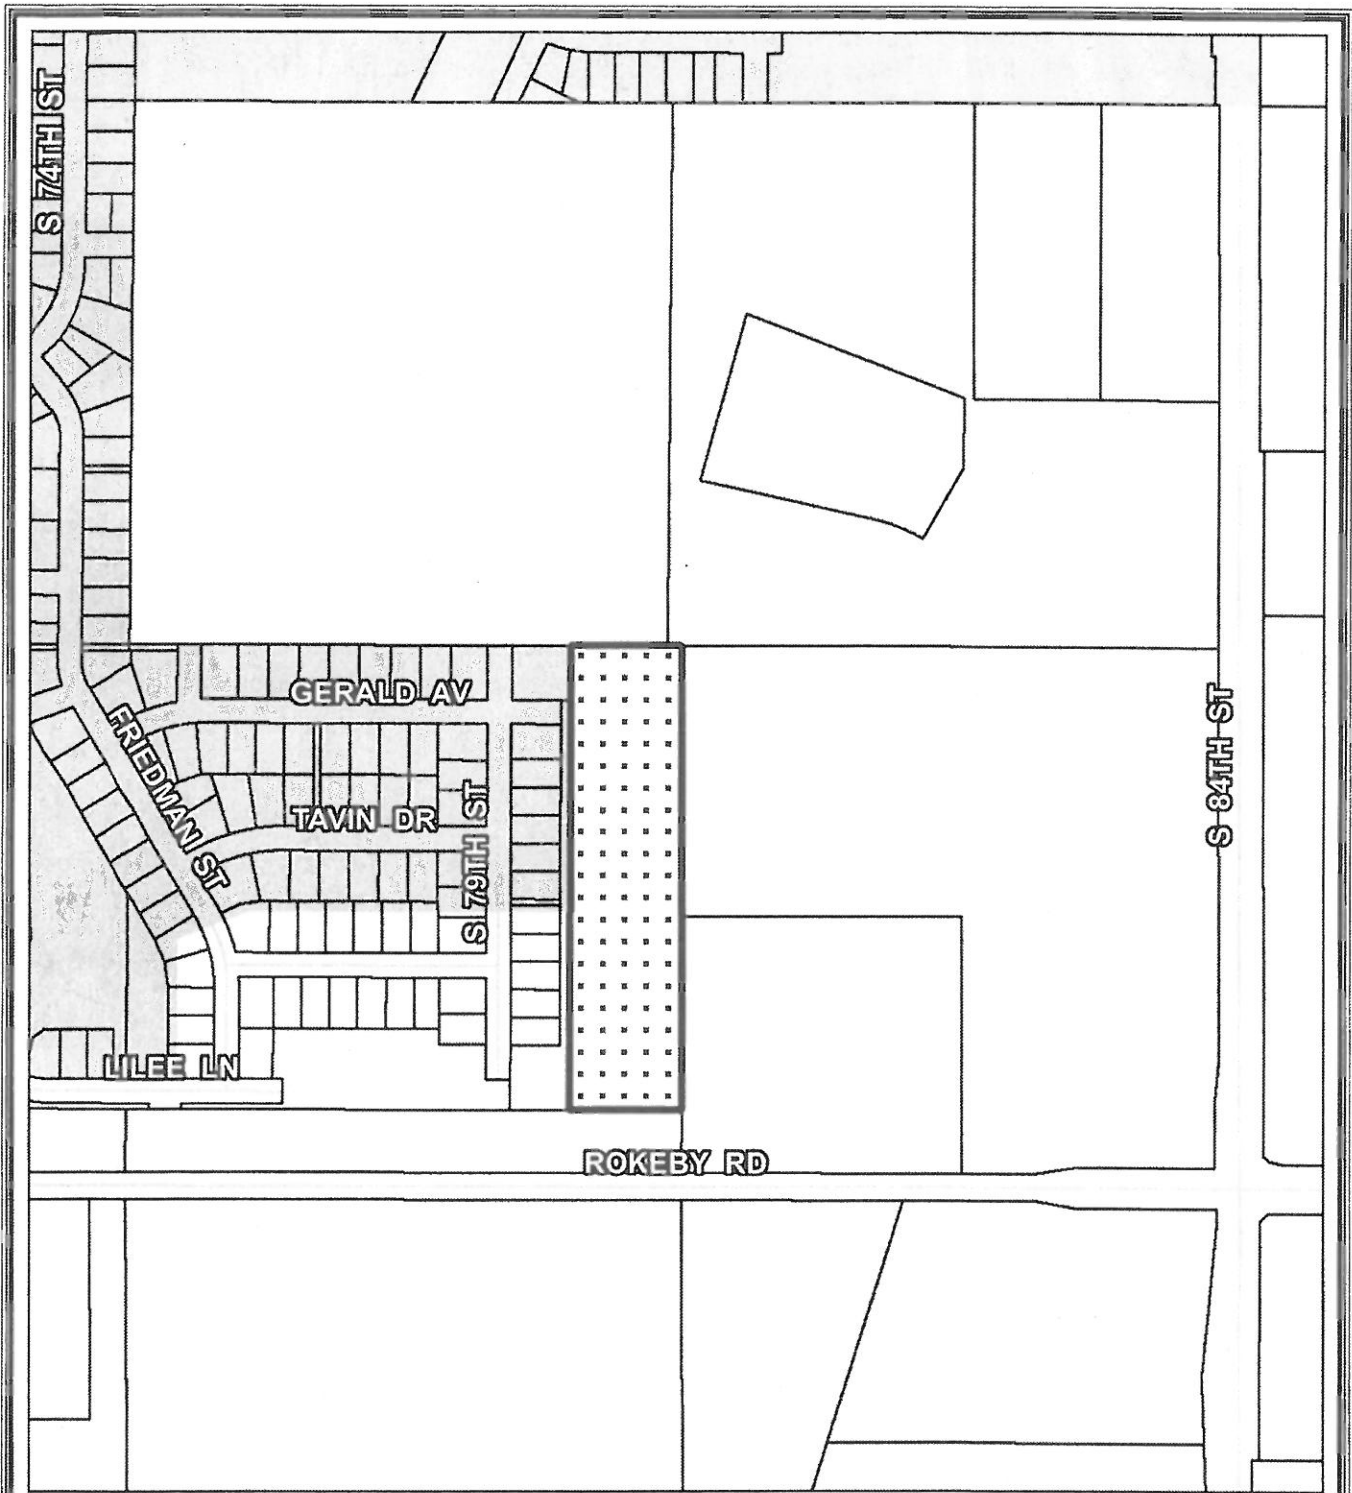 S 74TH ST
GERALD AV
FRIEDMAN ST
TAVIN DR
S 79TH ST
S 84TH ST
LILEE LN
ROKEBY RD